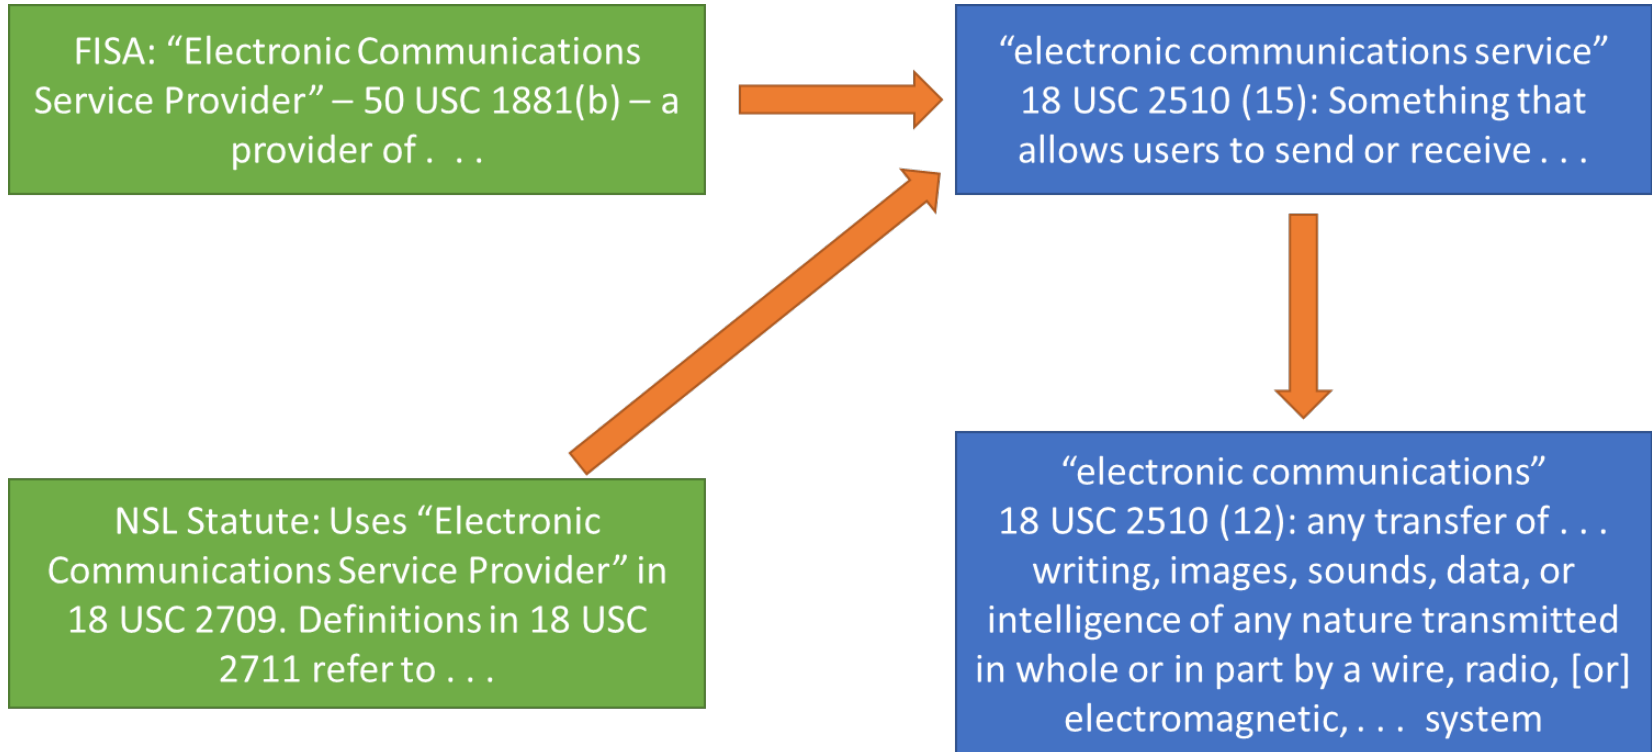 FISA: “Electronic Communications
Service Provider” – 50 USC 1881(b) – a
provider of .  . .
“electronic communications service”
18 USC 2510 (15): Something that
allows users to send or receive . . .
NSL Statute: Uses “Electronic
Communications Service Provider” in
18 USC 2709. Definitions in 18 USC
2711 refer to . . .
“electronic communications”
18 USC 2510 (12): any transfer of . . .
writing, images, sounds, data, or
intelligence of any nature transmitted
in whole or in part by a wire, radio, [or]
electromagnetic, . . .  system